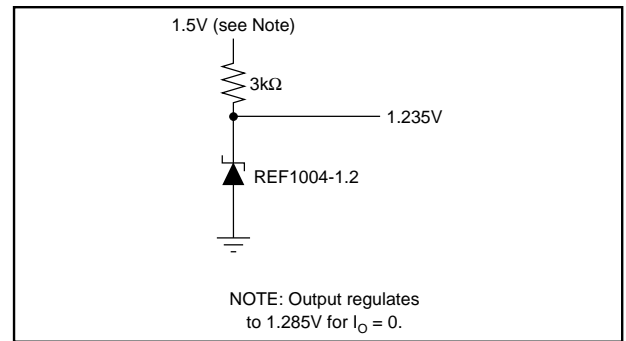 1.5V (see Note)
3kΩ
1.235V
REF1004-1.2
NOTE: Output regulates
to 1.285V for I_O = 0.